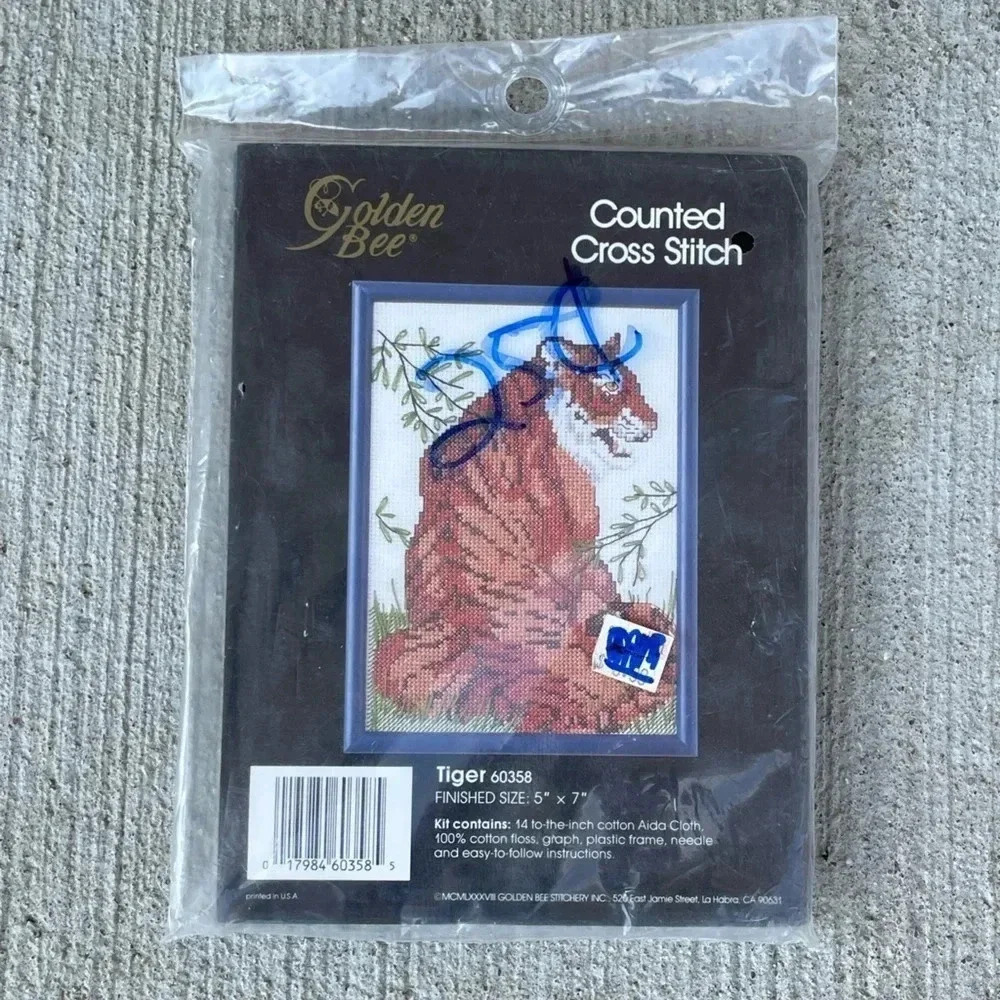 Golden
Bee®
Counted
Cross Stitch
Tiger 60358
FINISHED SIZE: 5" x 7"
Kit contains: 14 to-the-inch cotton Aida Cloth,
100% cotton floss, graph, plastic frame, needle
and easy-to-follow instructions.
0 17984 60358 5
printed in U.S.A
©MCMLXXXVIII GOLDEN BEE STITCHERY INC. 525 East Jamie Street, La Habra, CA 90631